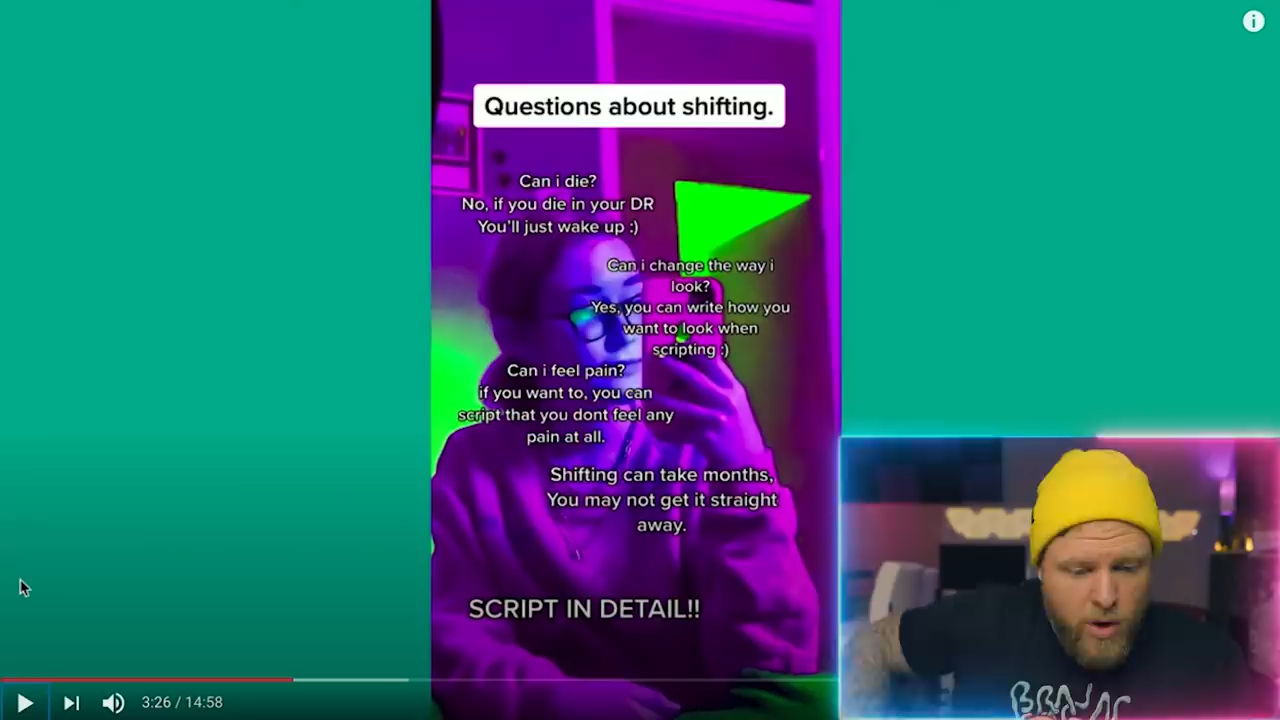 Questions about shifting.
Can i die?
No, if you die in your DR
You'll just wake up :)
Can i change the way i
look?
Yes, you can write how you
want to look when
scripting :)
Can i feel pain?
if you want to, you can
script that you dont feel any
pain at all.
Shifting can take months,
You may not get it straight
away.
SCRIPT IN DETAIL!!
3:26 / 14:58